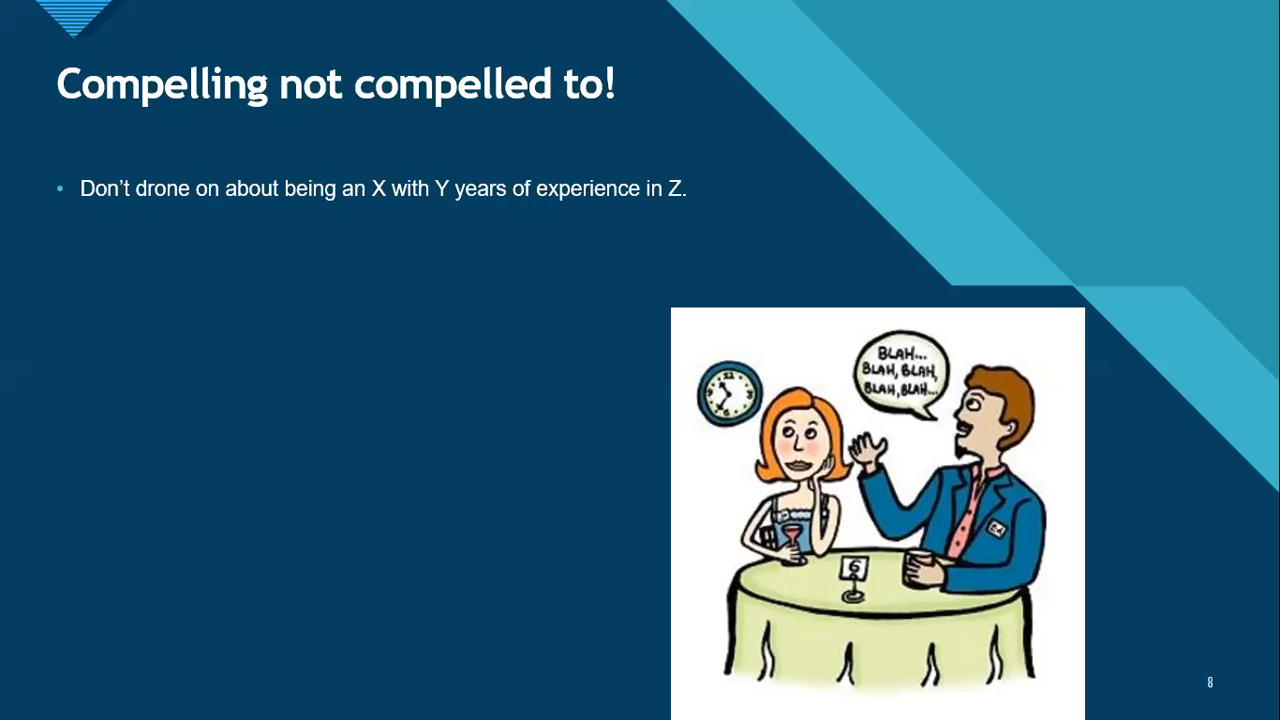 Compelling not compelled to!
• Don’t drone on about being an X with Y years of experience in Z.
BLAH...
BLAH, BLAH,
BLAH, BLAH...
6
8